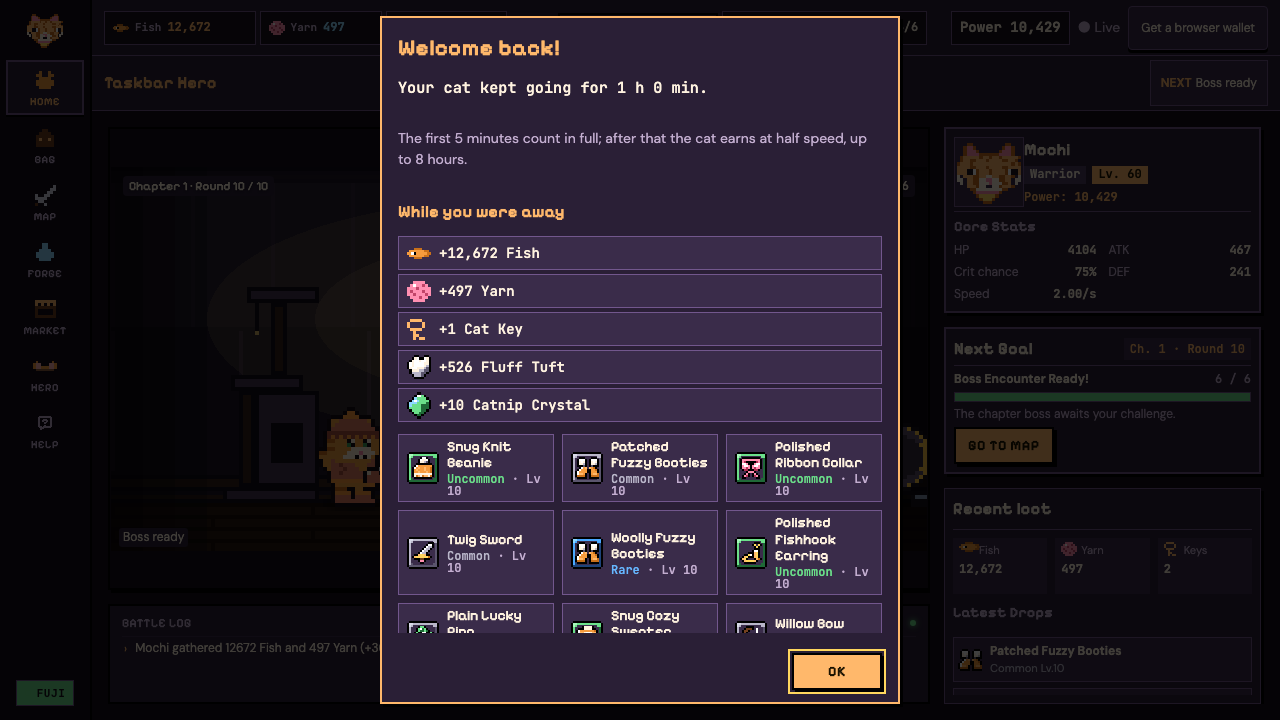 Fish 12,672
Yarn 497
/6
Power 10,429
Live
Get a browser wallet
HOME
BAG
MAP
FORGE
MARKET
HERO
HELP
FUJI
Taskbar Hero
NEXT Boss ready
Chapter 1 · Round 10 / 10
6
Boss ready
BATTLE LOG
› Mochi gathered 12672 Fish and 497 Yarn (+3
Welcome back!
Your cat kept going for 1 h 0 min.
The first 5 minutes count in full; after that the cat earns at half speed, up
to 8 hours.
While you were away
+12,672 Fish
+497 Yarn
+1 Cat Key
+526 Fluff Tuft
+10 Catnip Crystal
Snug Knit
Beanie
Uncommon · Lv
10
Patched
Fuzzy Booties
Common · Lv
10
Polished
Ribbon Collar
Uncommon · Lv
10
Twig Sword
Common · Lv
10
Woolly Fuzzy
Booties
Rare · Lv 10
Polished
Fishhook
Earring
Uncommon · Lv
10
Plain Lucky
Ring
Snug Cozy
Sweater
Willow Bow
OK
Mochi
Warrior Lv. 60
Power: 10,429
Core Stats
HP 4104 ATK 467
Crit chance 75% DEF 241
Speed 2.00/s
Next Goal
Ch. 1 · Round 10
Boss Encounter Ready! 6 / 6
The chapter boss awaits your challenge.
GO TO MAP
Recent loot
Fish
12,672
Yarn
497
Keys
2
Latest Drops
Patched Fuzzy Booties
Common Lv.10